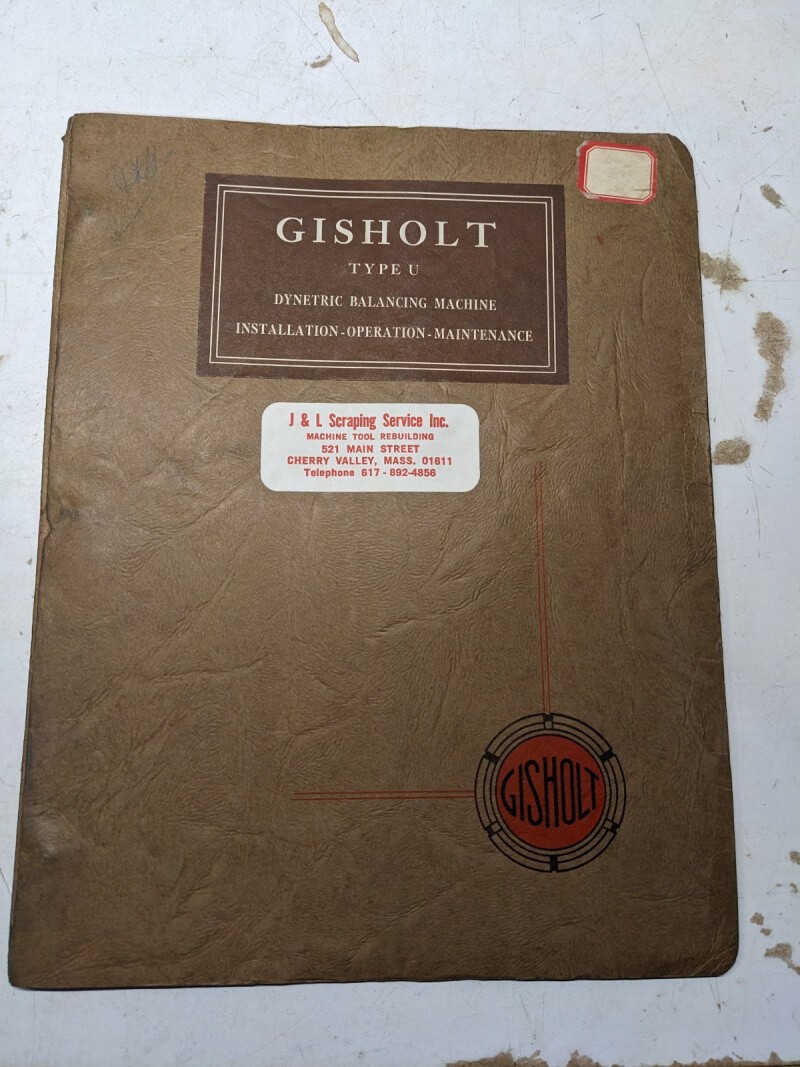 GISHOLT
TYPE U
DYNETRIC BALANCING MACHINE
INSTALLATION-OPERATION-MAINTENANCE
J & L Scraping Service Inc.
MACHINE TOOL REBUILDING
521 MAIN STREET
CHERRY VALLEY, MASS. 01611
Telephone 617 - 892-4856
GISHOLT